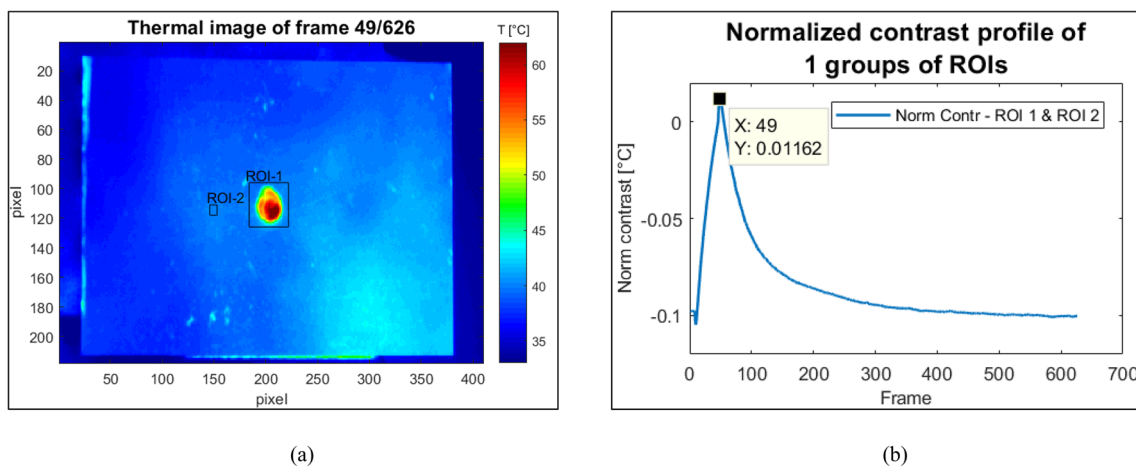 Thermal image of frame 49/626
T [°C]
20
40
60
80
100
120
140
160
180
200
pixel
ROI-1
ROI-2
50
100
150
200
250
300
350
400
pixel
60
55
50
45
40
35
(a)
Normalized contrast profile of
1 groups of ROIs
Norm Contr - ROI 1 & ROI 2
X: 49
Y: 0.01162
0
-0.05
-0.1
Norm contrast [°C]
0
100
200
300
400
500
600
700
Frame
(b)